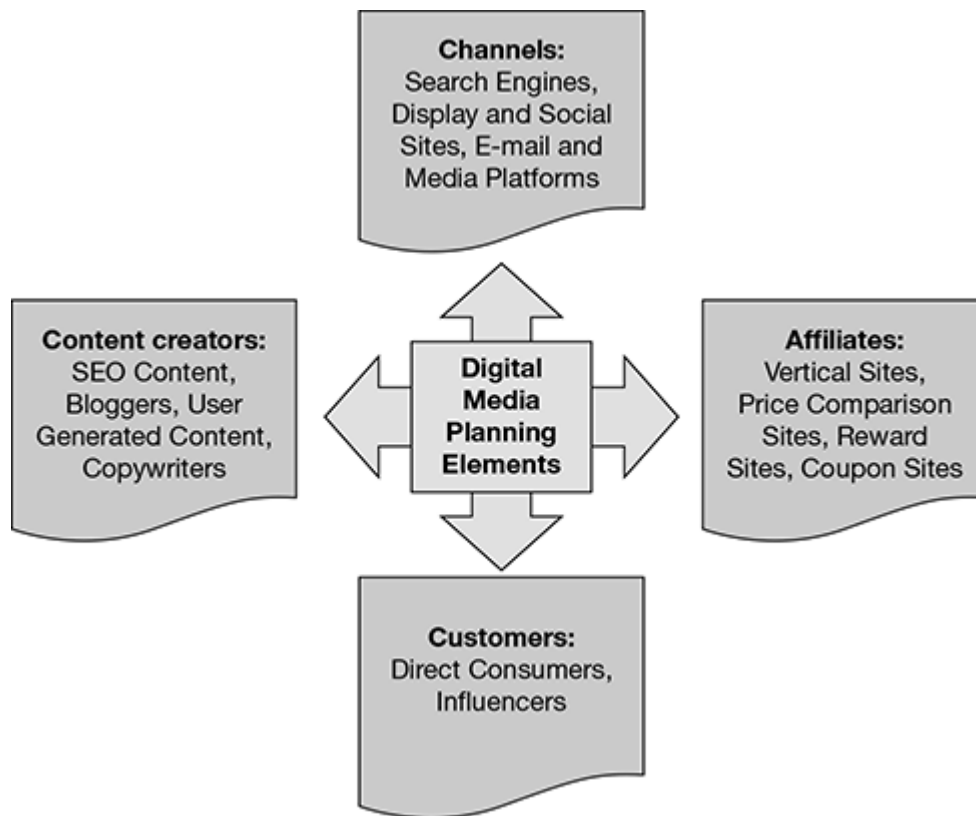 Channels:
Search Engines,
Display and Social
Sites, E-mail and
Media Platforms
Content creators:
SEO Content,
Bloggers, User
Generated Content,
Copywriters
Digital
Media
Planning
Elements
Affiliates:
Vertical Sites,
Price Comparison
Sites, Reward
Sites, Coupon Sites
Customers:
Direct Consumers,
Influencers